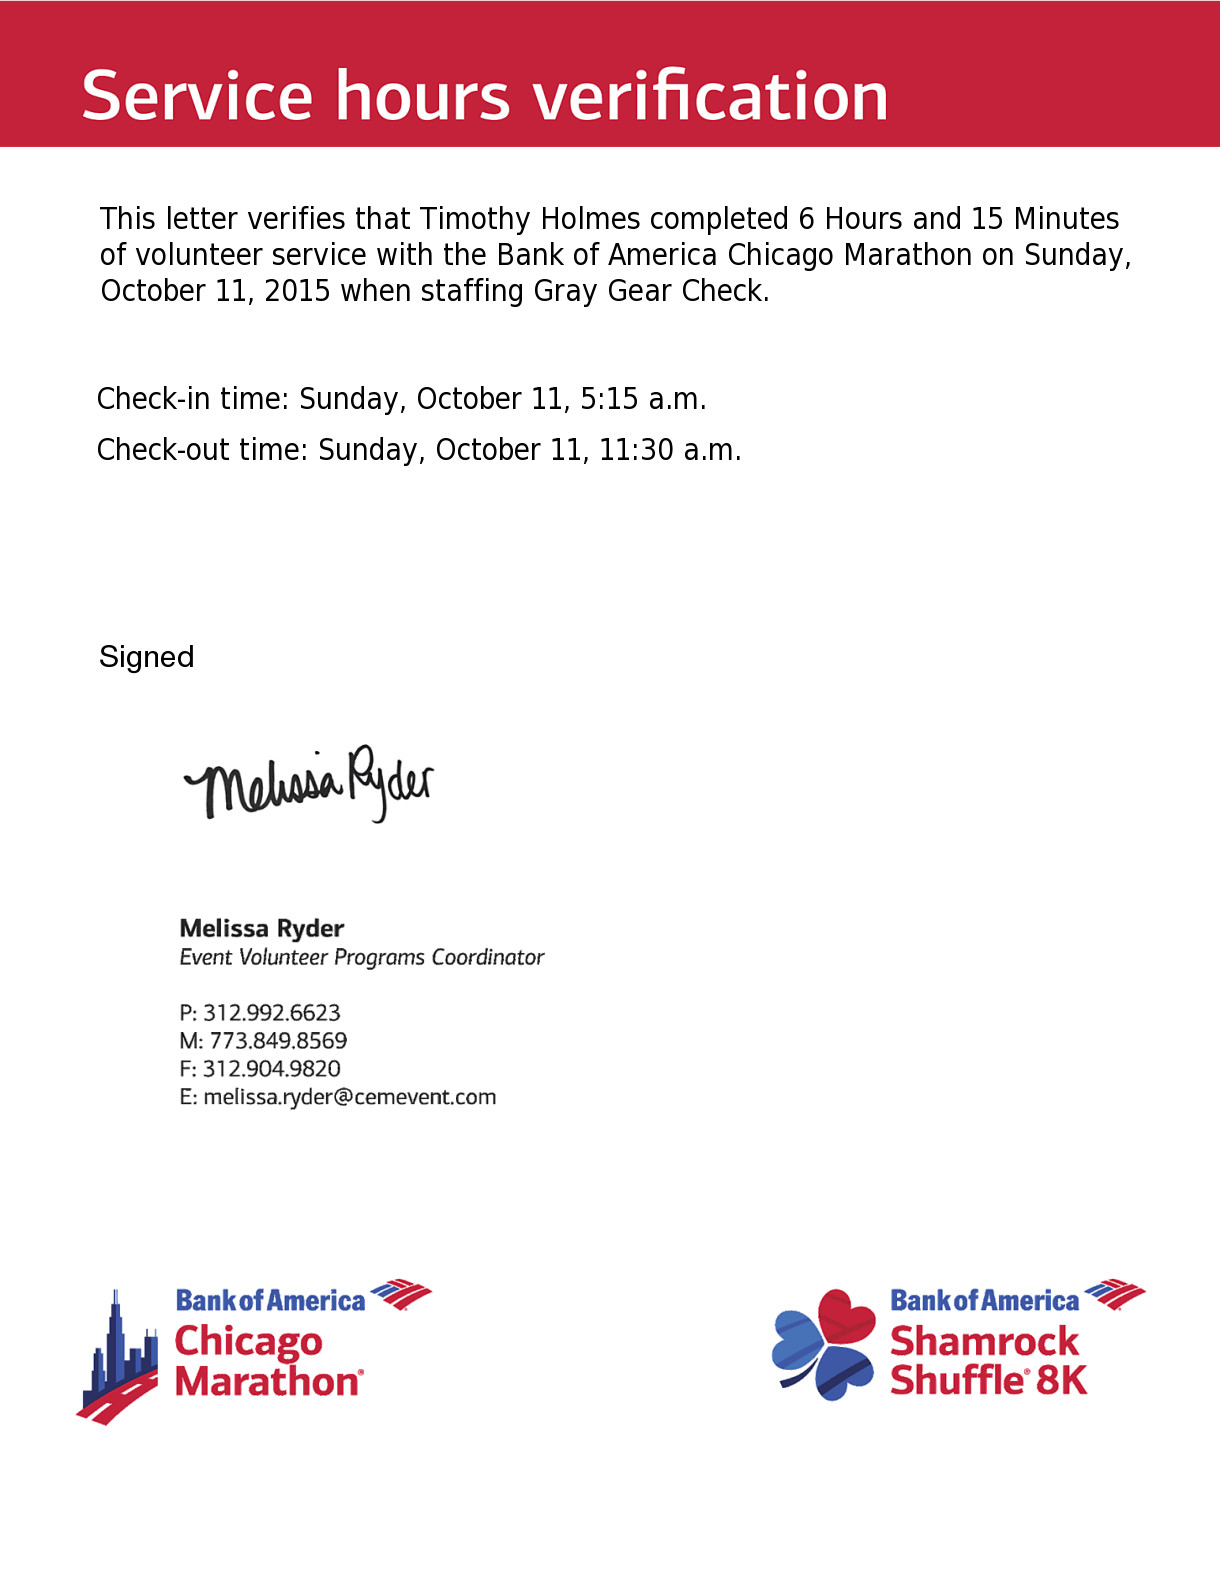 Service hours verification
This letter verifies that Timothy Holmes completed 6 Hours and 15 Minutes
of volunteer service with the Bank of America Chicago Marathon on Sunday,
October 11, 2015 when staffing Gray Gear Check.
Check-in time: Sunday, October 11, 5:15 a.m.
Check-out time: Sunday, October 11, 11:30 a.m.
Signed
Melissa Ryder
Melissa Ryder
Event Volunteer Programs Coordinator
P: 312.992.6623
M: 773.849.8569
F: 312.904.9820
E: melissa.ryder@cemevent.com
Bank of America
Chicago
Marathon®
Bank of America
Shamrock
Shuffle® 8K